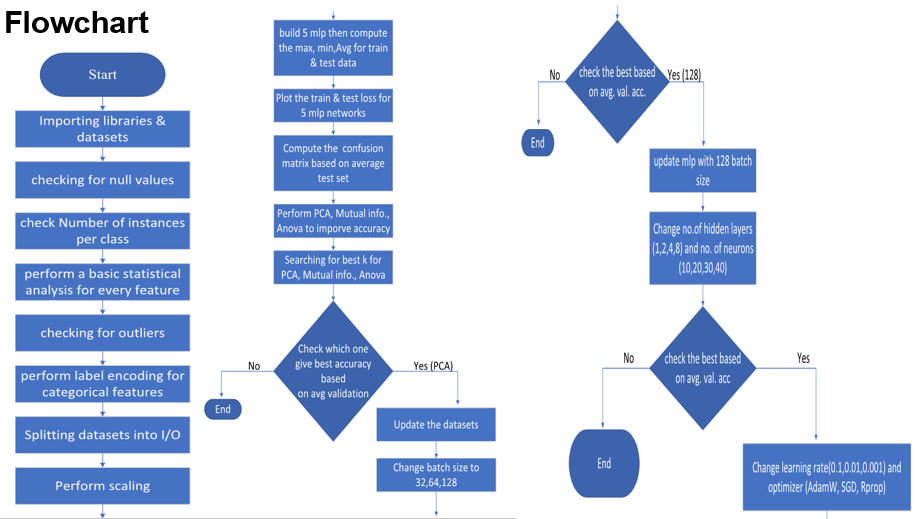 Flowchart
Start
Importing libraries &
datasets
checking for null values
check Number of instances
per class
perform a basic statistical
analysis for every feature
checking for outliers
perform label encoding for
categorical features
Splitting datasets into I/O
Perform scaling
build 5 mlp then compute
the max, min,Avg for train
& test data
Plot the train & test loss for
5 mlp networks
Compute the confusion
matrix based on average
test set
Perform PCA, Mutual info.,
Anova to imporve accuracy
Searching for best k for
PCA, Mutual info., Anova
Check which one
give best accuracy
based
on avg validation
No
Yes (PCA)
End
Update the datasets
Change batch size to
32,64,128
check the best based
on avg. val. acc.
No
Yes (128)
End
update mlp with 128 batch
size
Change no.of hidden layers
(1,2,4,8) and no. of neurons
(10,20,30,40)
check the best based
on avg. val. acc
No
Yes
End
Change learning rate(0.1,0.01,0.001) and
optimizer (AdamW, SGD, Rprop)